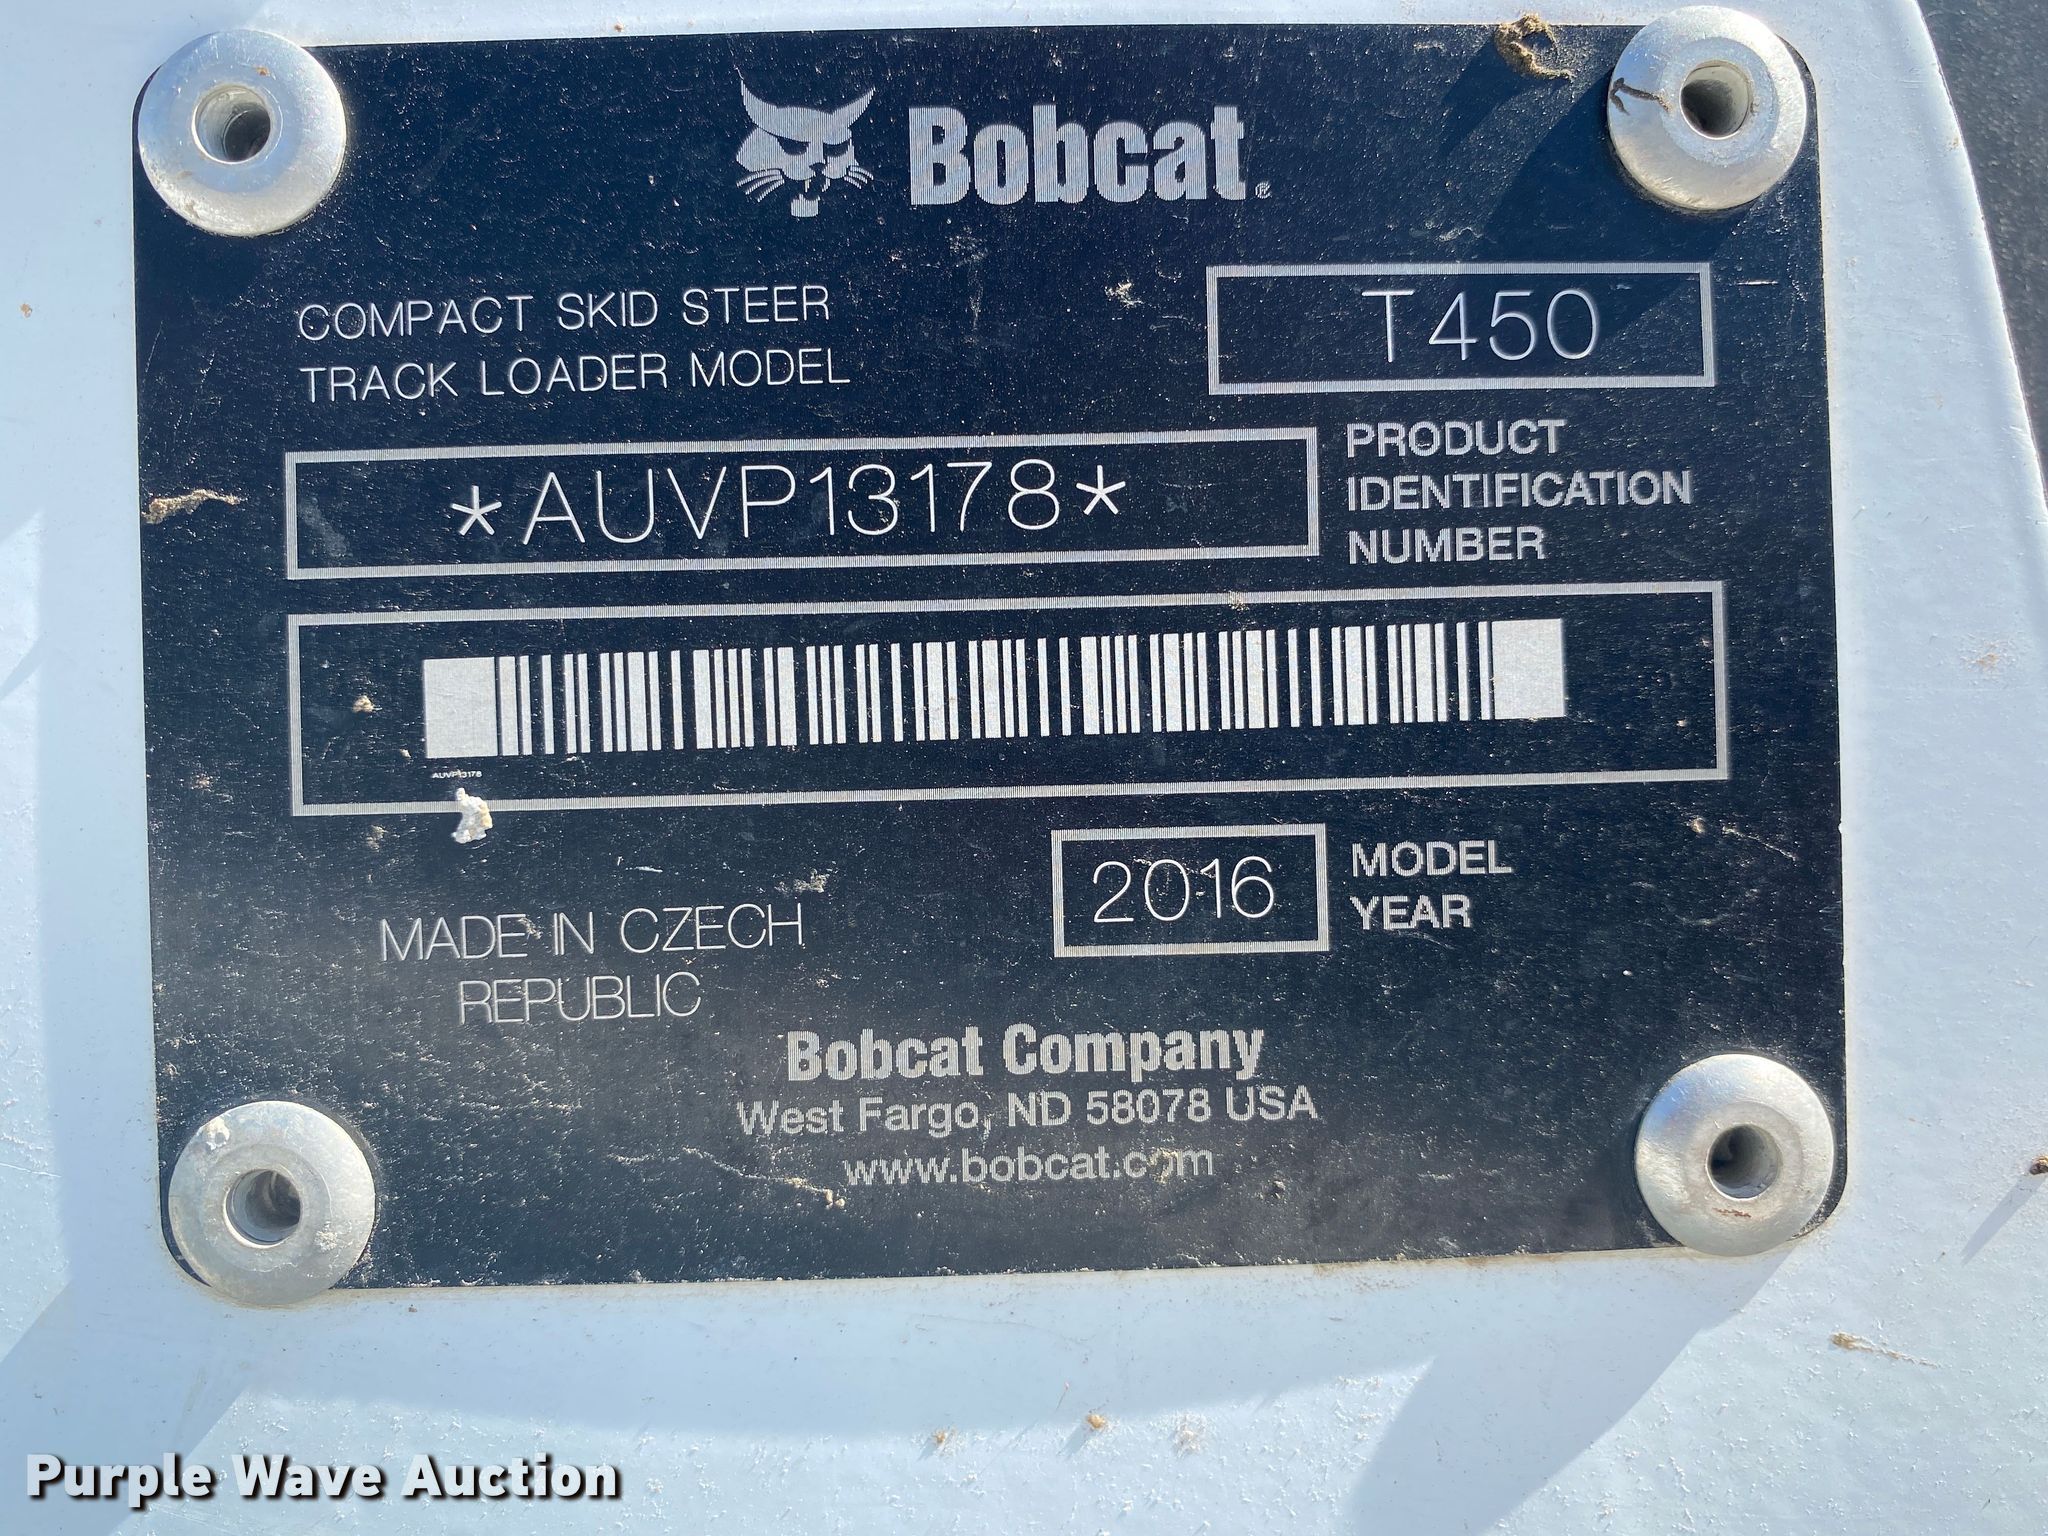 Bobcat®
COMPACT SKID STEER
TRACK LOADER MODEL
T450
*AUVP13178*
PRODUCT
IDENTIFICATION
NUMBER
AUVP13178
2016
MODEL
YEAR
MADE IN CZECH
REPUBLIC
Bobcat Company
West Fargo, ND 58078 USA
www.bobcat.com
Purple Wave Auction